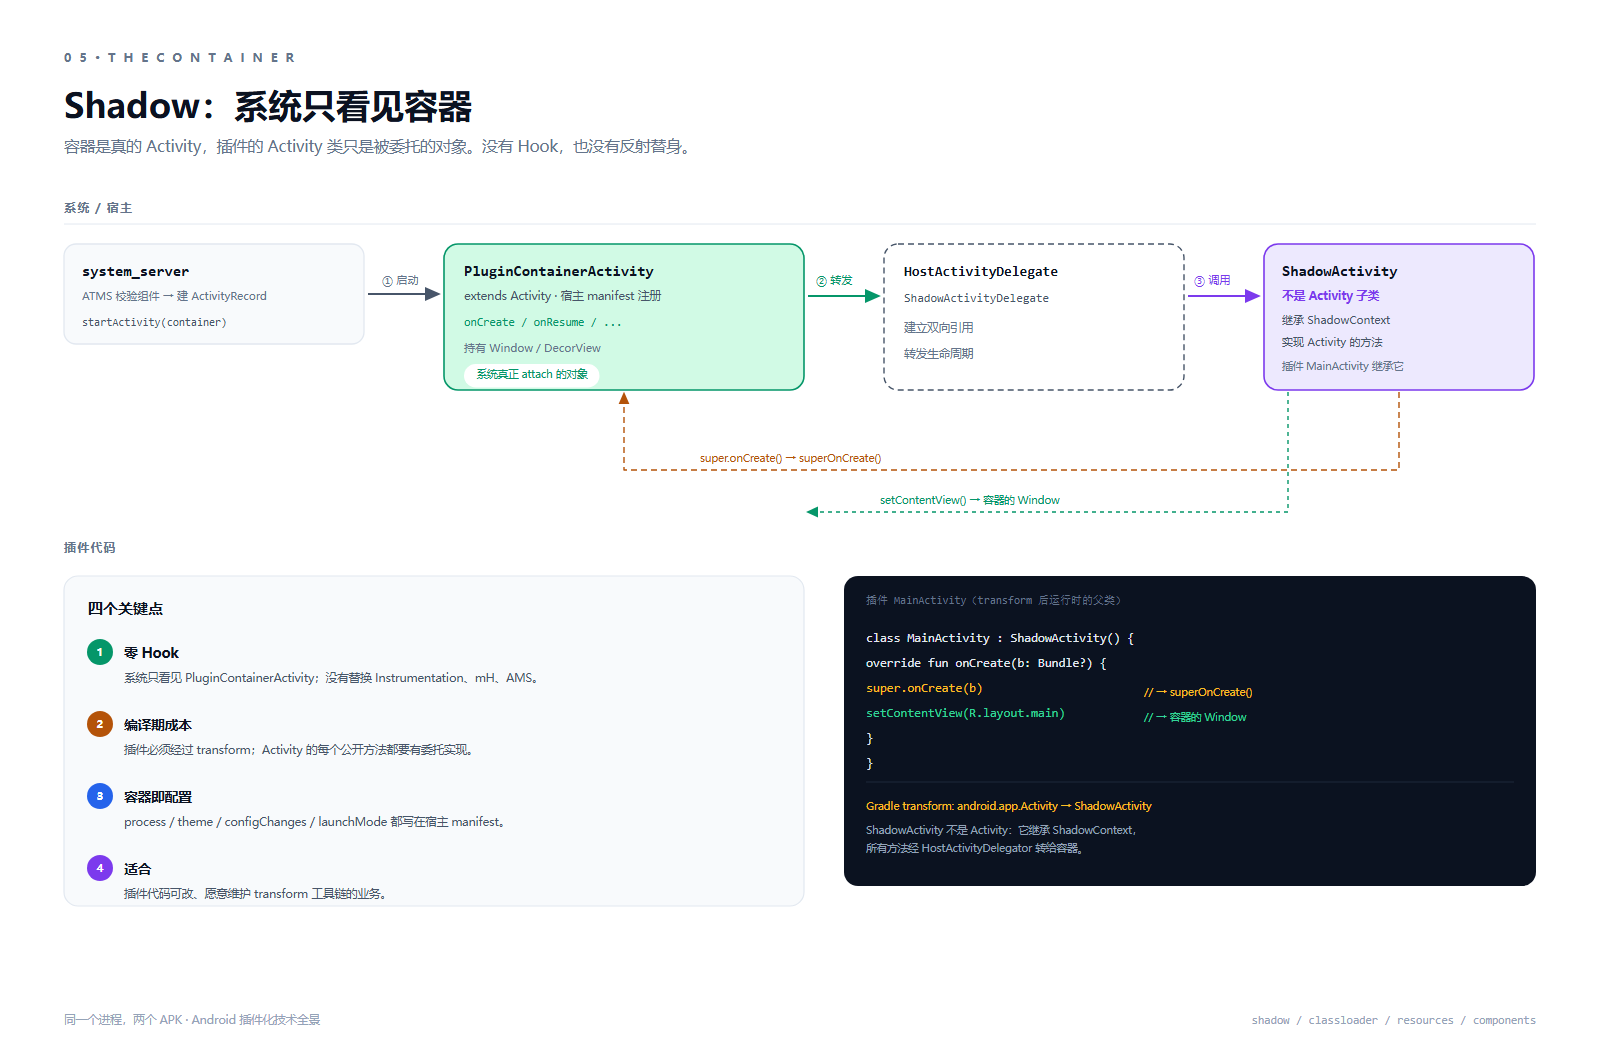 05·THECONTAINER
Shadow：系统只看见容器
容器是真的 Activity，插件的 Activity 类只是被委托的对象。没有 Hook，也没有反射替身。
系统 / 宿主
system_server
ATMS 校验组件 → 建 ActivityRecord
startActivity(container)
① 启动
PluginContainerActivity
extends Activity · 宿主 manifest 注册
onCreate / onResume / ...
持有 Window / DecorView
系统真正 attach 的对象
② 转发
HostActivityDelegate
ShadowActivityDelegate
建立双向引用
转发生命周期
③ 调用
ShadowActivity
不是 Activity 子类
继承 ShadowContext
实现 Activity 的方法
插件 MainActivity 继承它
super.onCreate() → superOnCreate()
setContentView() → 容器的 Window
插件代码
四个关键点
1 零 Hook
系统只看见 PluginContainerActivity；没有替换 Instrumentation、mH、AMS。
2 编译期成本
插件必须经过 transform；Activity 的每个公开方法都要有委托实现。
3 容器即配置
process / theme / configChanges / launchMode 都写在宿主 manifest。
4 适合
插件代码可改、愿意维护 transform 工具链的业务。
插件 MainActivity（transform 后运行时的父类）
class MainActivity : ShadowActivity() {
override fun onCreate(b: Bundle?) {
super.onCreate(b) // → superOnCreate()
setContentView(R.layout.main) // → 容器的 Window
}
}
Gradle transform: android.app.Activity → ShadowActivity
ShadowActivity 不是 Activity：它继承 ShadowContext，
所有方法经 HostActivityDelegator 转给容器。
同一个进程，两个 APK · Android 插件化技术全景
shadow / classloader / resources / components